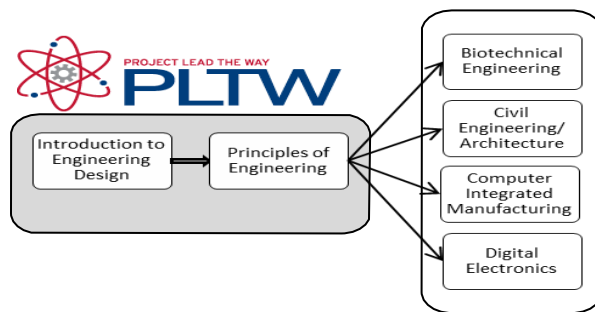 PROJECT LEAD THE WAY
PLTW
Introduction to
Engineering
Design
Principles of
Engineering
Biotechnical
Engineering
Civil
Engineering/
Architecture
Computer
Integrated
Manufacturing
Digital
Electronics